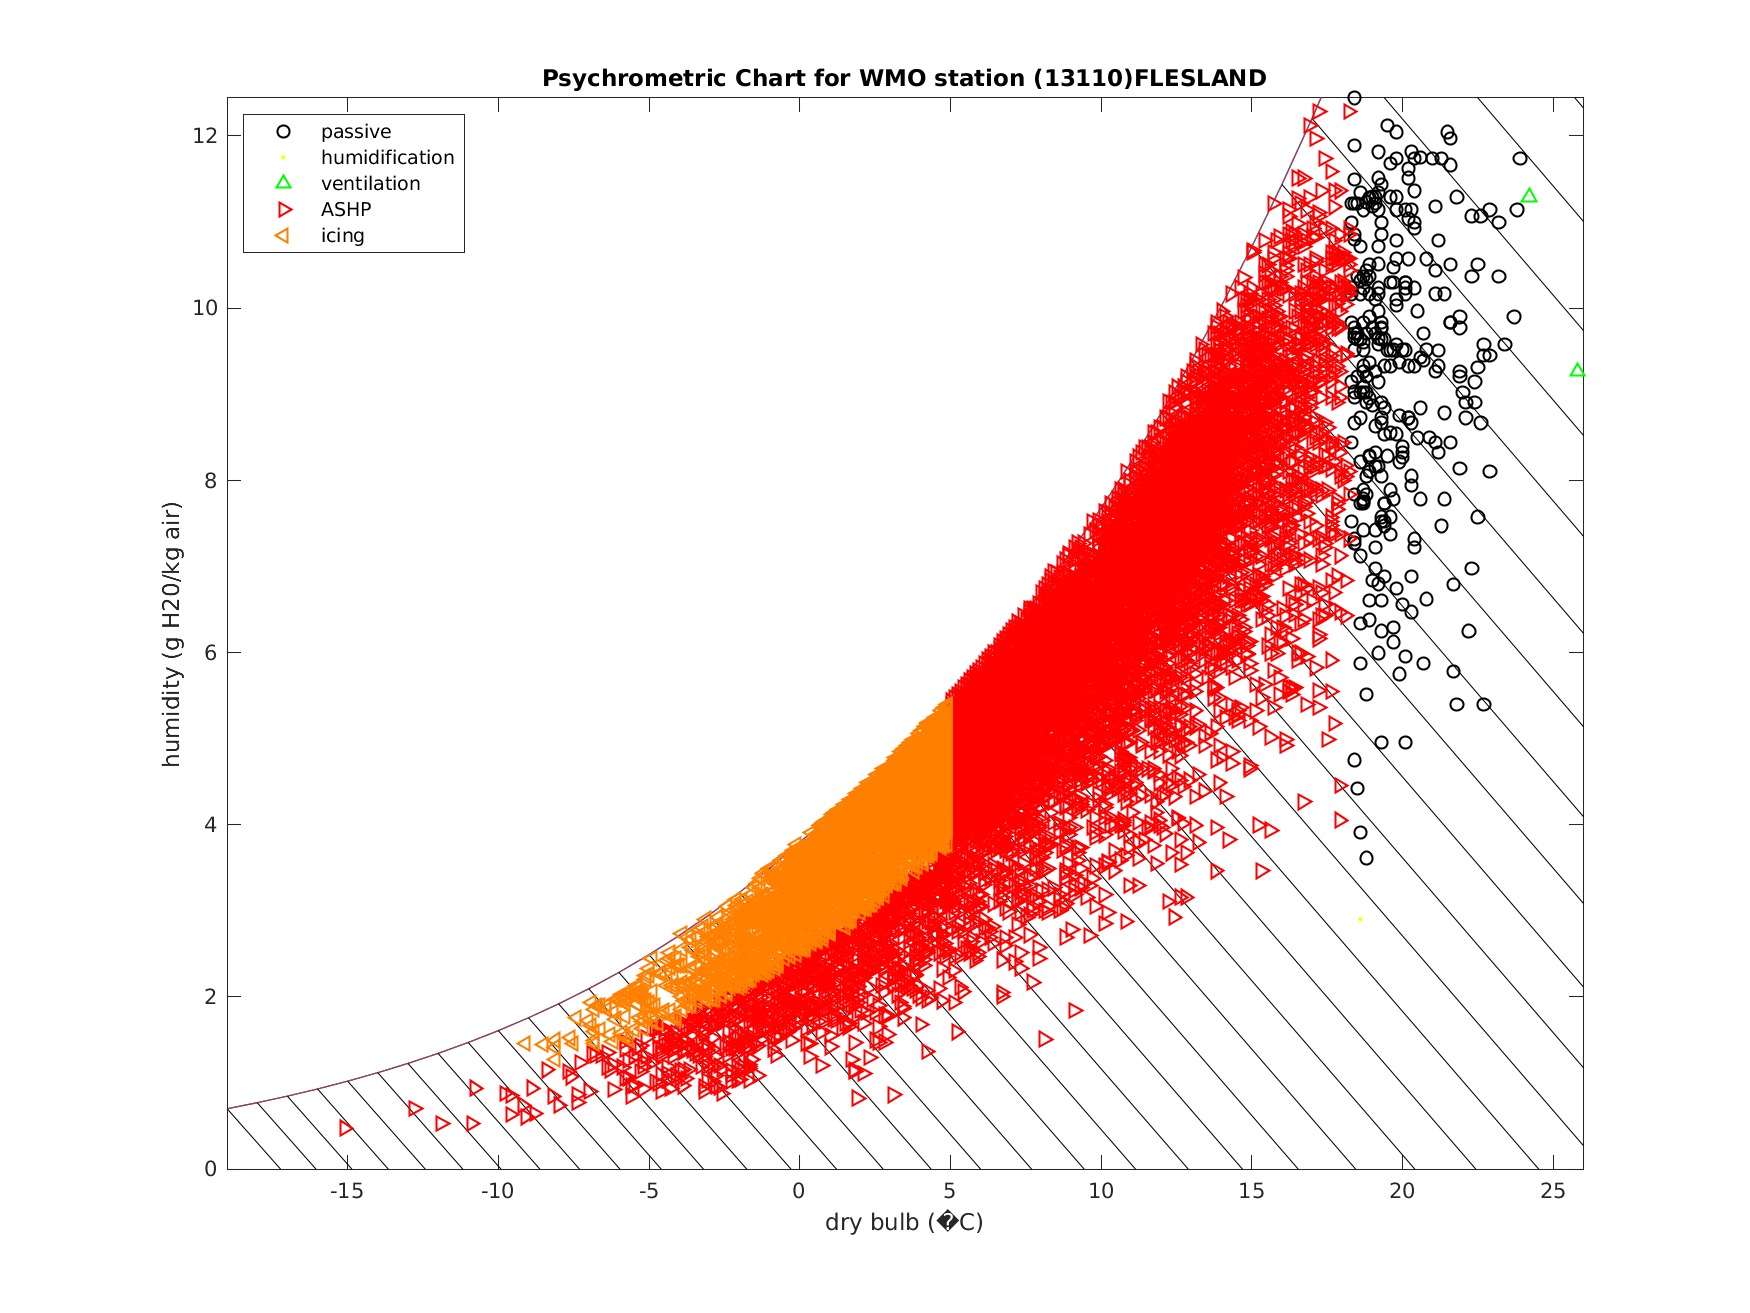 Psychrometric Chart for WMO station (13110)FLESLAND
passive
humidification
ventilation
ASHP
icing
humidity (g H20/kg air)
12
10
8
6
4
2
0
-15 -10 -5 0 5 10 15 20 25
dry bulb (�C)